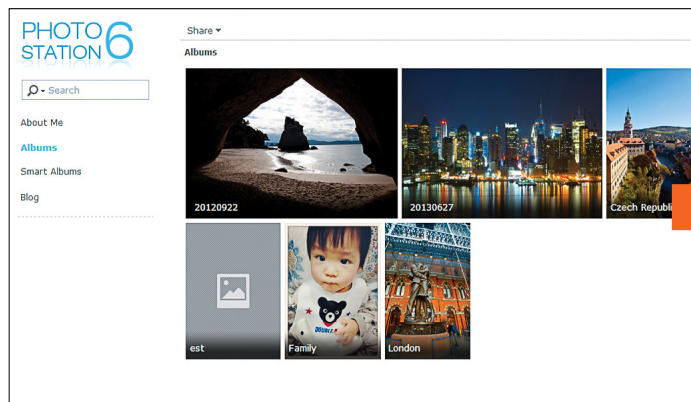 PHOTO
STATION 6
Share
Albums
Search
About Me
Albums
Smart Albums
Blog
20120922
20130627
Czech Republi
est
Family
London